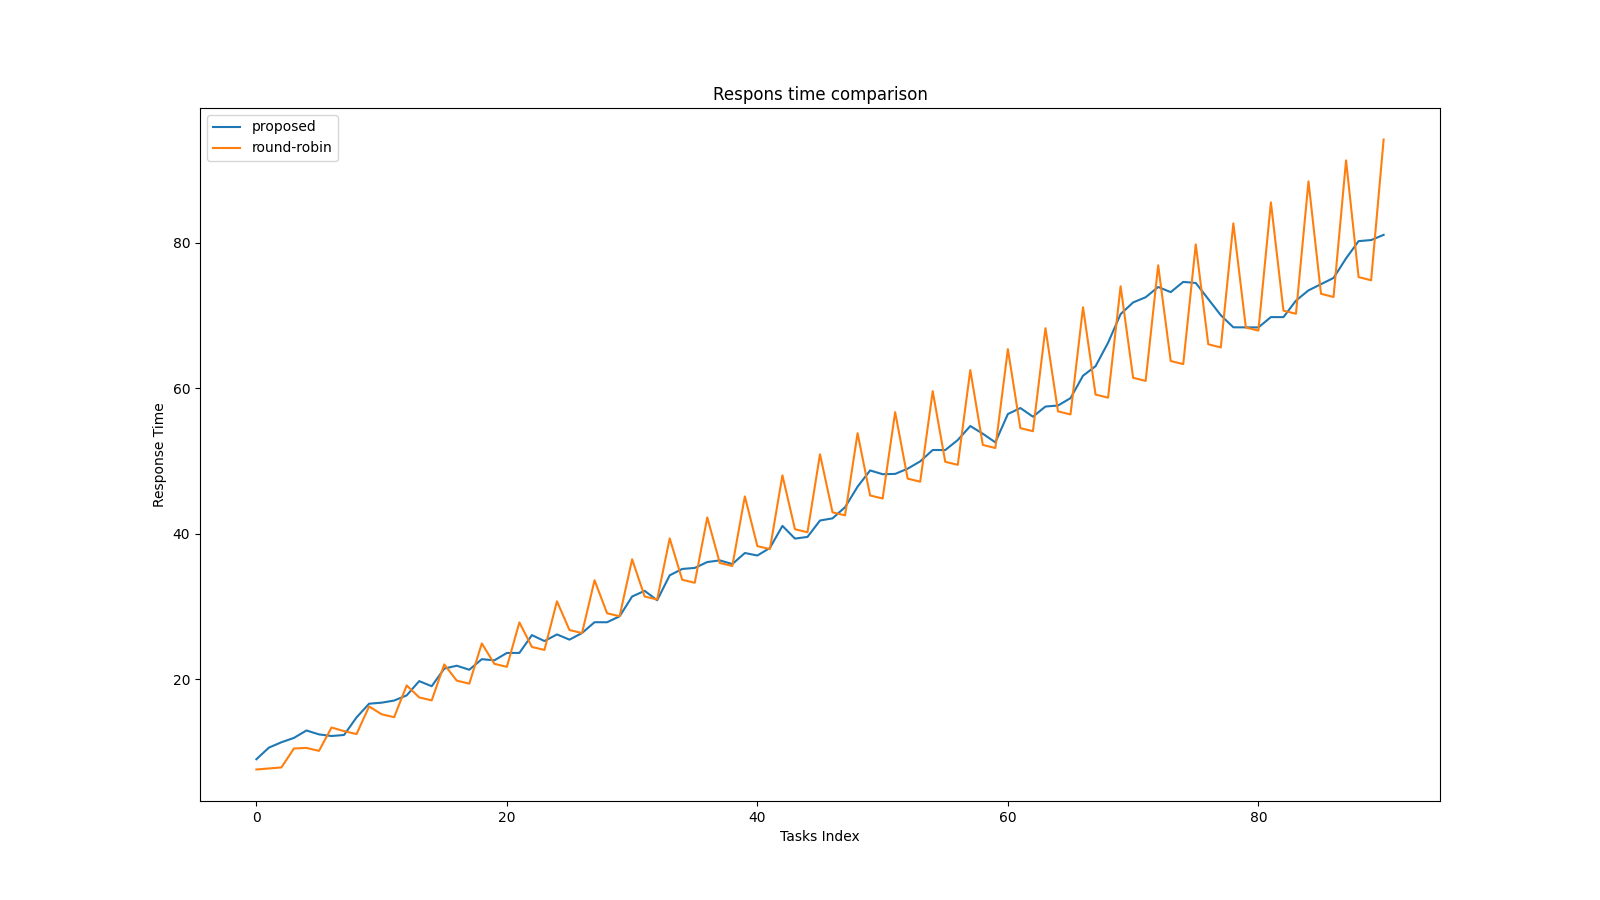 Respons time comparison
proposed
round-robin
80
60
40
20
Response Time
0 20 40 60 80
Tasks Index